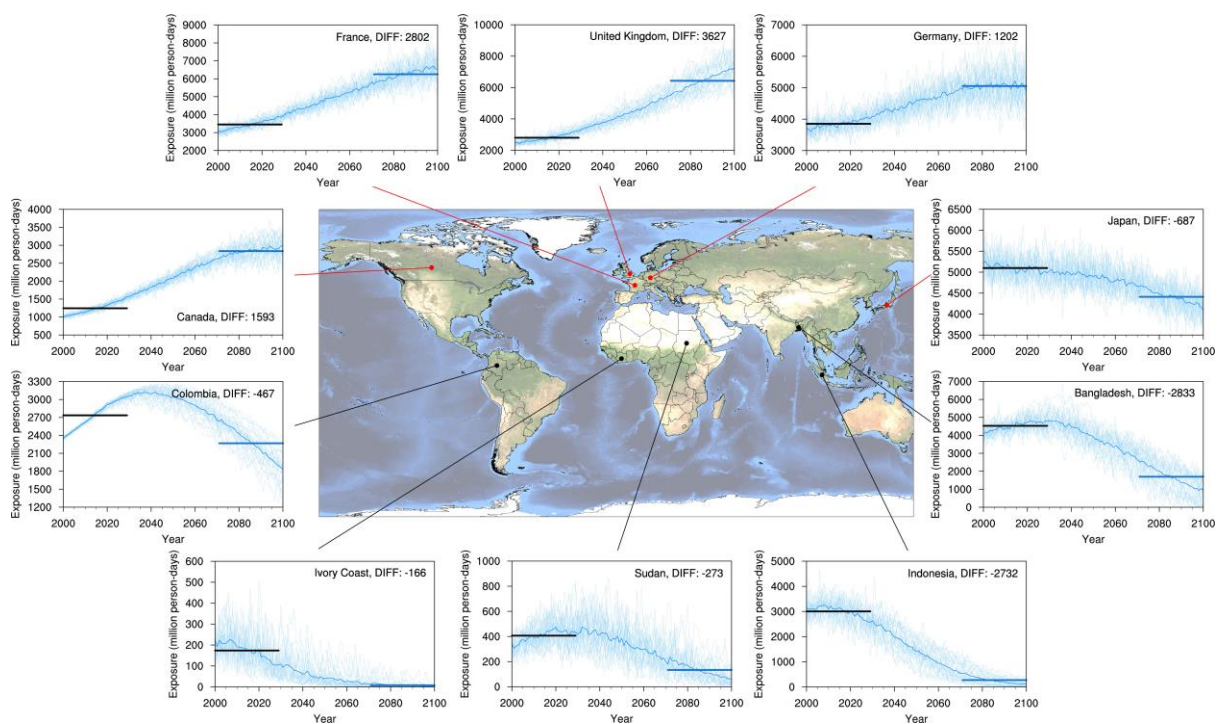 France, DIFF: 2802
Exposure (million person-days)
9000
8000
7000
6000
5000
4000
3000
2000
2000 2020 2040 2060 2080 2100
Year
United Kingdom, DIFF: 3627
Exposure (million person-days)
10000
8000
6000
4000
2000
2000 2020 2040 2060 2080 2100
Year
Germany, DIFF: 1202
Exposure (million person-days)
7000
6000
5000
4000
3000
2000 2020 2040 2060 2080 2100
Year
Canada, DIFF: 1593
Exposure (million person-days)
4000
3500
3000
2500
2000
1500
1000
500
2000 2020 2040 2060 2080 2100
Japan, DIFF: -687
Exposure (million person-days)
6500
6000
5500
5000
4500
4000
3500
2000 2020 2040 2060 2080 2100
Colombia, DIFF: -467
Exposure (million person-days)
3300
3000
2700
2400
2100
1800
1500
1200
2000 2020 2040 2060 2080 2100
Year
Bangladesh, DIFF: -2833
Exposure (million person-days)
7000
6000
5000
4000
3000
2000
1000
0
2000 2020 2040 2060 2080 2100
Year
Ivory Coast, DIFF: -166
Exposure (million person-days)
600
500
400
300
200
100
0
2000 2020 2040 2060 2080 2100
Year
Sudan, DIFF: -273
Exposure (million person-days)
1000
800
600
400
200
0
2000 2020 2040 2060 2080 2100
Year
Indonesia, DIFF: -2732
Exposure (million person-days)
5000
4000
3000
2000
1000
0
2000 2020 2040 2060 2080 2100
Year